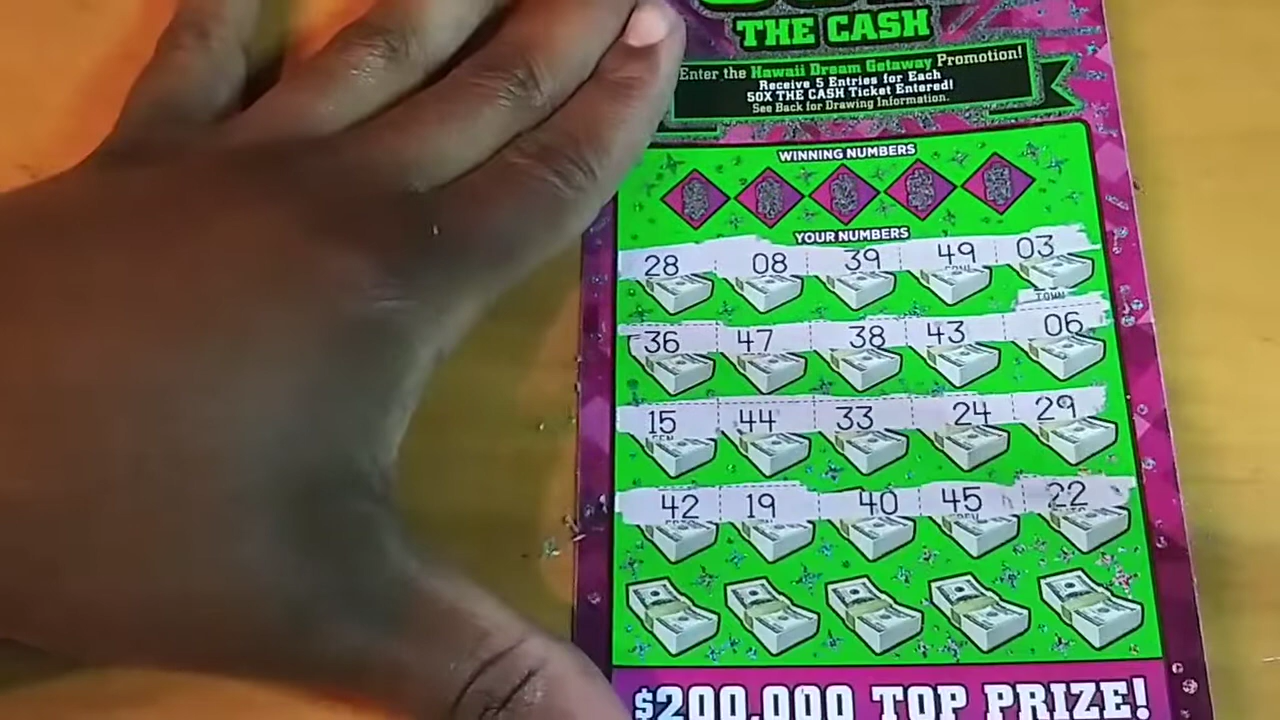 THE CASH
Enter the Hawaii Dream Getaway Promotion!
Receive 5 Entries for Each
50X THE CASH Ticket Entered!
See Back for Drawing Information.
WINNING NUMBERS
YOUR NUMBERS
28 08 39 49 03
TOWN
36 47 38 43 06
15 44 33 24 29
42 19 40 45 22
$200,000 TOP PRIZE!